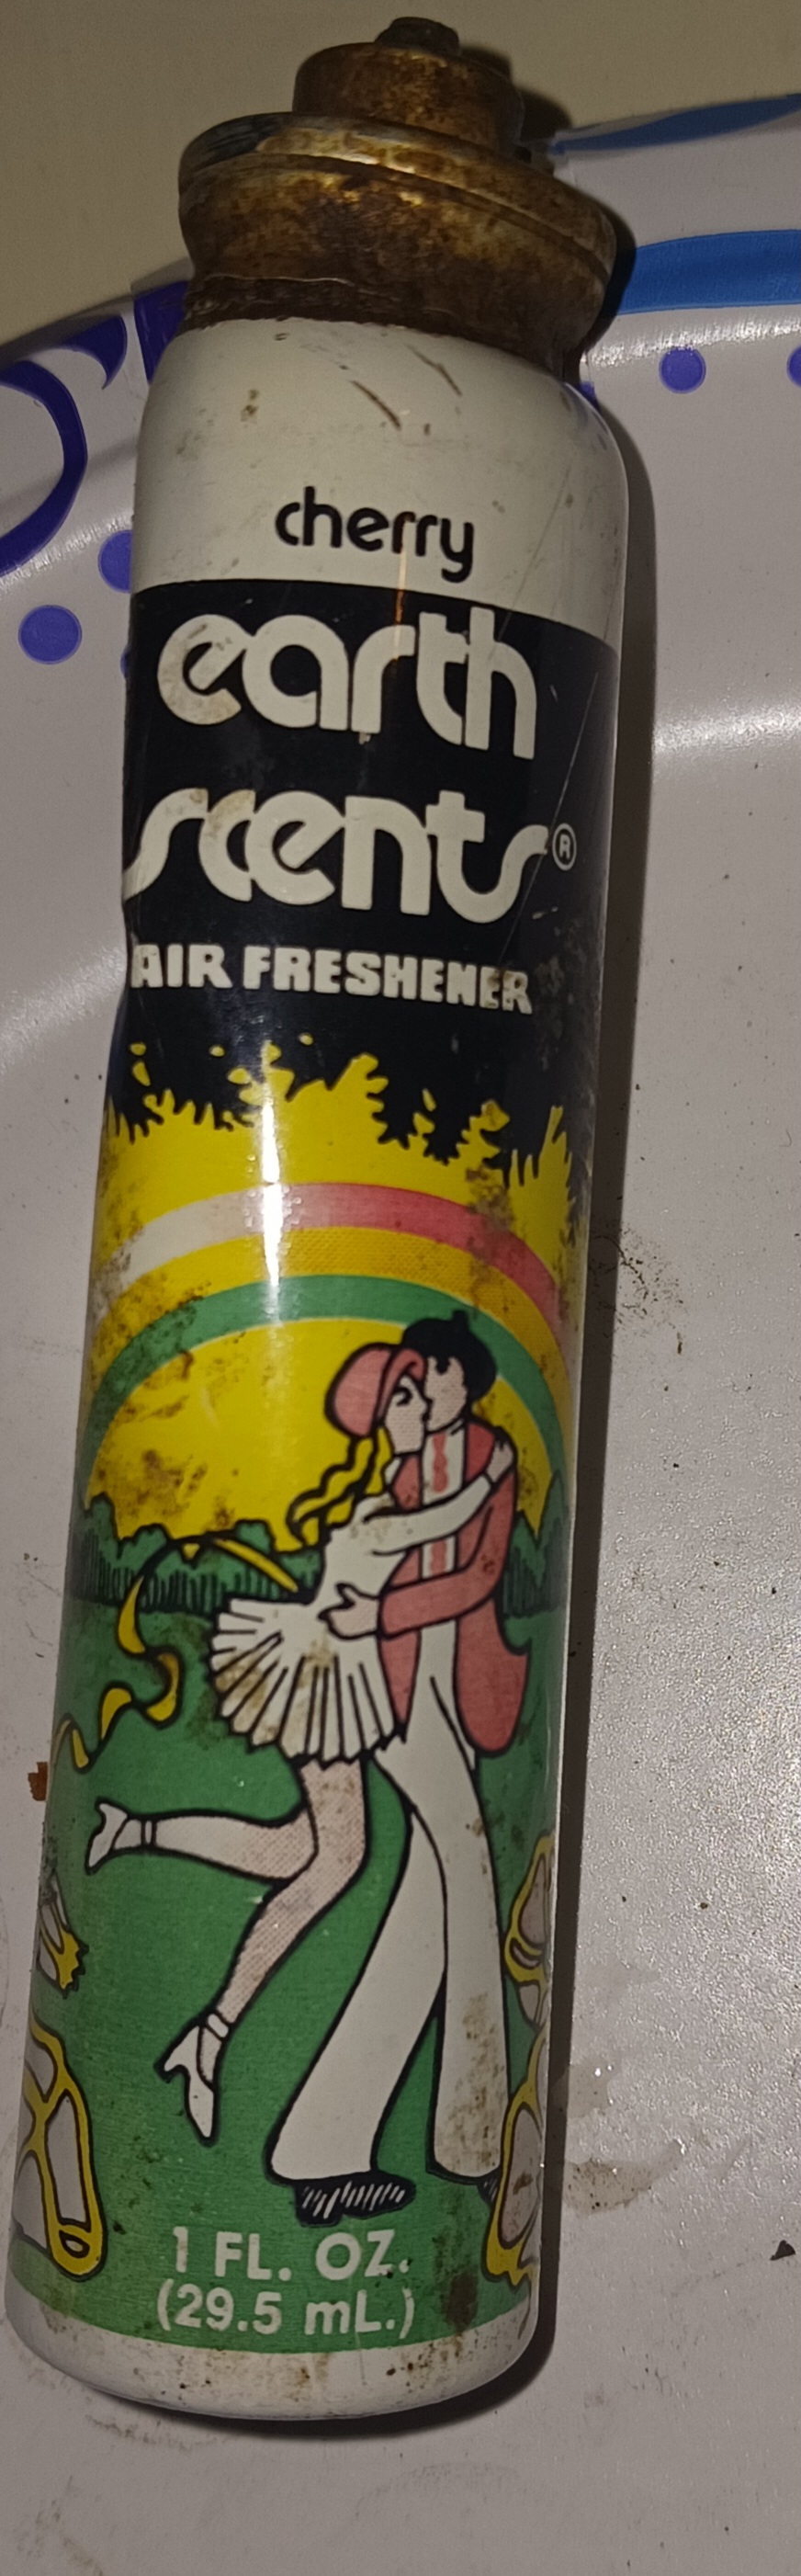 cherry
earth
scents®
AIR FRESHENER
1 FL. OZ.
(29.5 mL.)